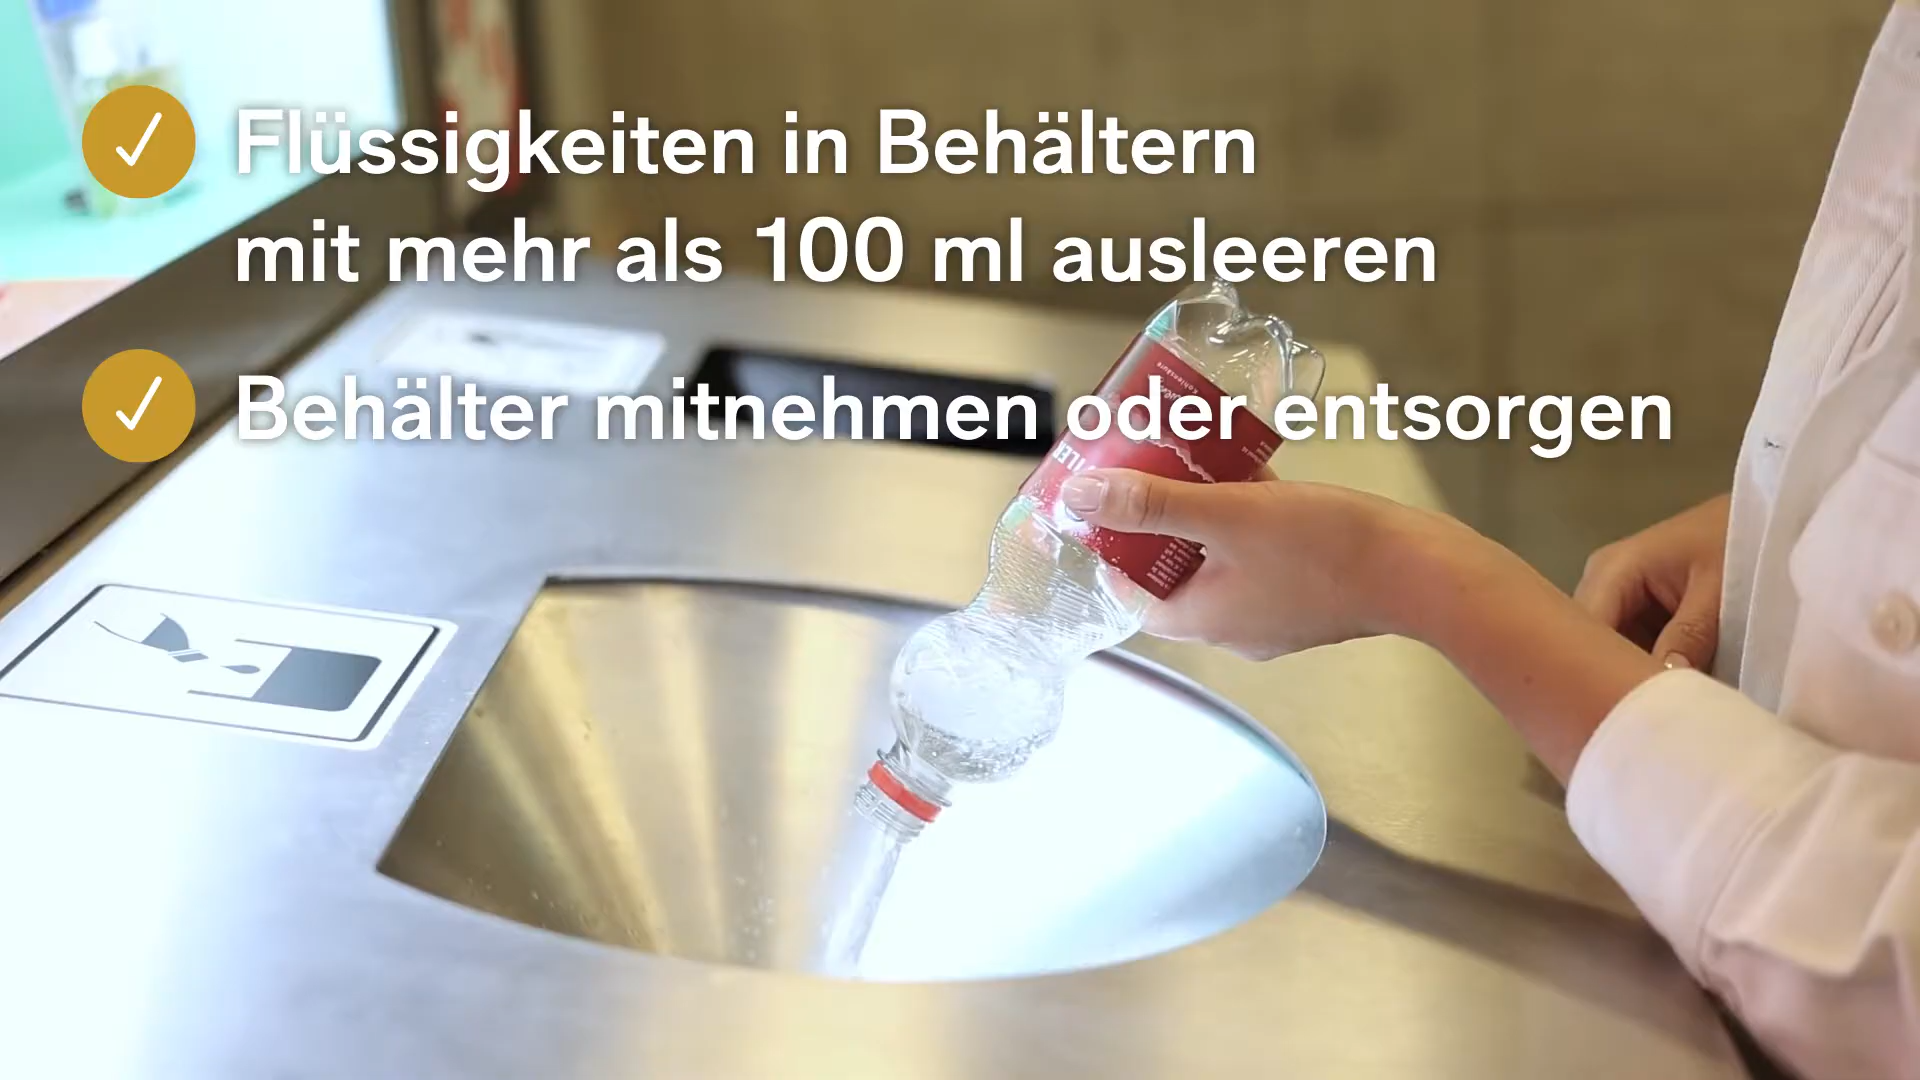 Flüssigkeiten in Behältern
mit mehr als 100 ml ausleeren
Behälter mitnehmen oder entsorgen